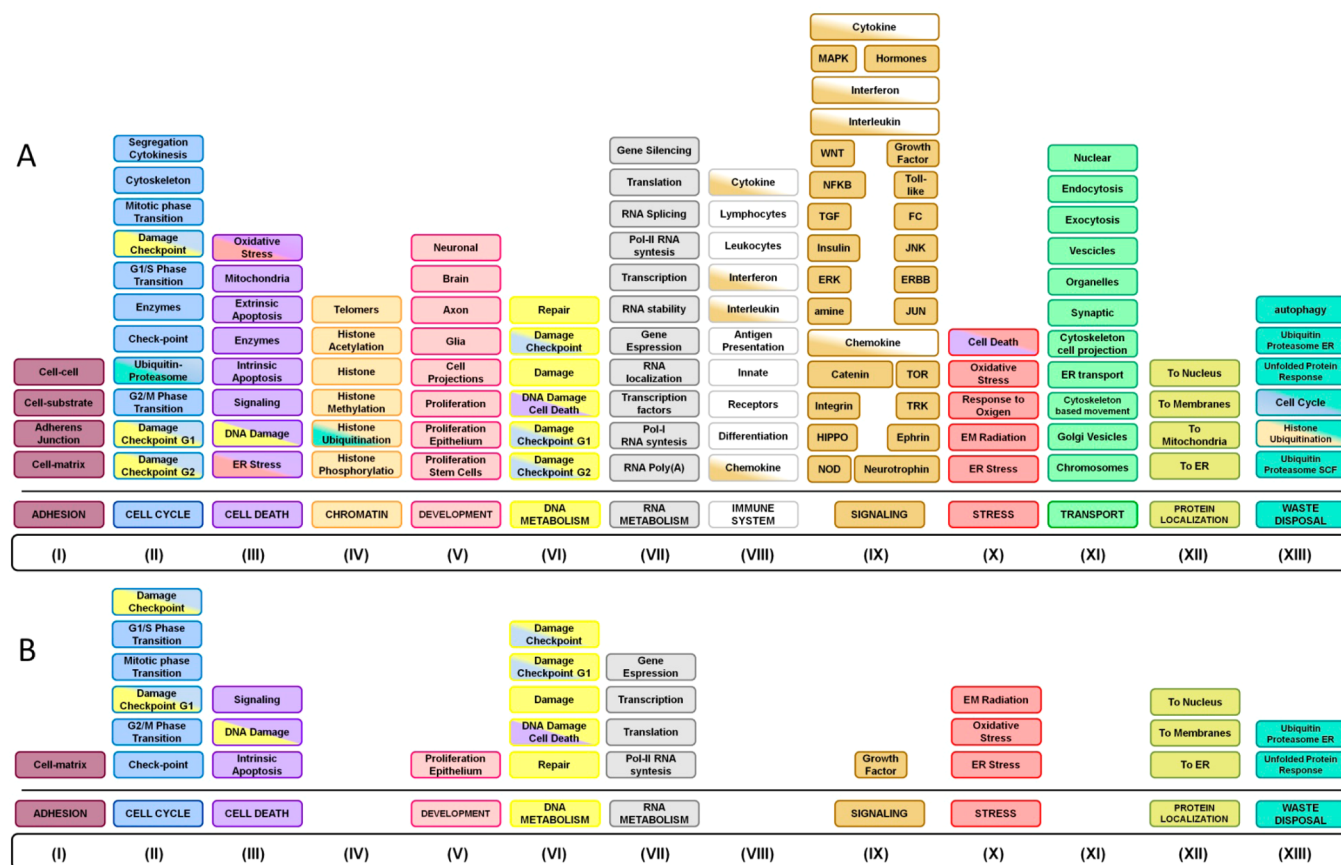 A
Segregation
Cytokinesis
Cytoskeleton
Mitotic phase
Transition
Damage
Checkpoint
G1/S Phase
Transition
Enzymes
Check-point
Ubiquitin-
Proteasome
G2/M Phase
Transition
Damage
Checkpoint G1
Damage
Checkpoint G2
Cell-cell
Cell-substrate
Adherens
Junction
Cell-matrix
Oxidative
Stress
Mitochondria
Extrinsic
Apoptosis
Enzymes
Intrinsic
Apoptosis
Signaling
DNA Damage
ER Stress
Telomers
Histone
Acetylation
Histone
Histone
Methylation
Histone
Ubiquitination
Histone
Phosphorylatio
Neuronal
Brain
Axon
Glia
Cell
Projections
Proliferation
Proliferation
Epithelium
Proliferation
Stem Cells
Repair
Damage
Checkpoint
Damage
DNA Damage
Cell Death
Damage
Checkpoint G1
Damage
Checkpoint G2
Gene Silencing
Translation
RNA Splicing
Pol-II RNA
syntesis
Transcription
RNA stability
Gene
Expression
RNA
localization
Transcription
factors
Pol-I
RNA syntesis
RNA Poly(A)
Cytokine
Lymphocytes
Leukocytes
Interferon
Interleukin
Antigen
Presentation
Innate
Receptors
Differentiation
Chemokine
Cytokine
MAPK Hormones
Interferon
Interleukin
WNT Growth
Factor
NFKB Toll-
like
TGF FC
Insulin JNK
ERK ERBB
amine JUN
Chemokine
Catenin TOR
Integrin TRK
HIPPO Ephrin
NOD Neurotrophin
Cell Death
Oxidative
Stress
Response to
Oxigen
EM Radiation
ER Stress
Nuclear
Endocytosis
Exocytosis
Vescicles
Organelles
Synaptic
Cytoskeleton
cell projection
ER transport
Cytoskeleton
based movement
Golgi Vesicles
Chromosomes
To Nucleus
To Membranes
To
Mitochondria
To ER
autophagy
Ubiquitin
Proteasome ER
Unfolded Protein
Response
Cell Cycle
Histone
Ubiquitination
Ubiquitin
Proteasome SCF
ADHESION
CELL CYCLE
CELL DEATH
CHROMATIN
DEVELOPMENT
DNA
METABOLISM
RNA
METABOLISM
IMMUNE
SYSTEM
SIGNALING
STRESS
TRANSPORT
PROTEIN
LOCALIZATION
WASTE
DISPOSAL
(I) (II) (III) (IV) (V) (VI) (VII) (VIII) (IX) (X) (XI) (XII) (XIII)
B
Cell-matrix
Damage
Checkpoint
G1/S Phase
Transition
Mitotic phase
Transition
Damage
Checkpoint G1
G2/M Phase
Transition
Check-point
Signaling
DNA Damage
Intrinsic
Apoptosis
Proliferation
Epithelium
Damage
Checkpoint
Damage
Checkpoint G1
Damage
DNA Damage
Cell Death
Repair
Gene
Expression
Transcription
Translation
Pol-II RNA
syntesis
Growth
Factor
EM Radiation
Oxidative
Stress
ER Stress
To Nucleus
To Membranes
To ER
Ubiquitin
Proteasome ER
Unfolded Protein
Response
ADHESION
CELL CYCLE
CELL DEATH
DEVELOPMENT
DNA
METABOLISM
RNA
METABOLISM
SIGNALING
STRESS
PROTEIN
LOCALIZATION
WASTE
DISPOSAL
(I) (II) (III) (IV) (V) (VI) (VII) (VIII) (IX) (X) (XI) (XII) (XIII)